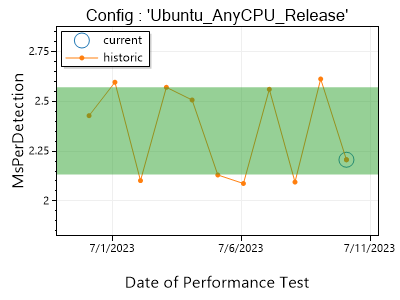 Config : 'Ubuntu_AnyCPU_Release'
current
historic
MsPerDetection
2.75
2.5
2.25
2
7/1/2023
7/6/2023
7/11/2023
Date of Performance Test